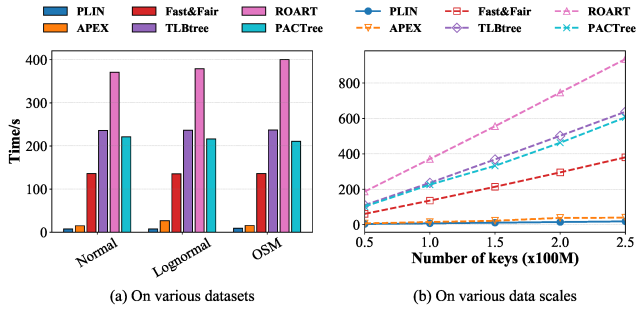 PLIN Fast&Fair ROART
APEX TLBtree PACTree
400
300
200
100
0
Time/s
Normal
Lognormal
OSM
(a) On various datasets
PLIN Fast&Fair ROART
APEX TLBtree PACTree
800
600
400
200
0
0.5 1.0 1.5 2.0 2.5
Number of keys (x100M)
(b) On various data scales